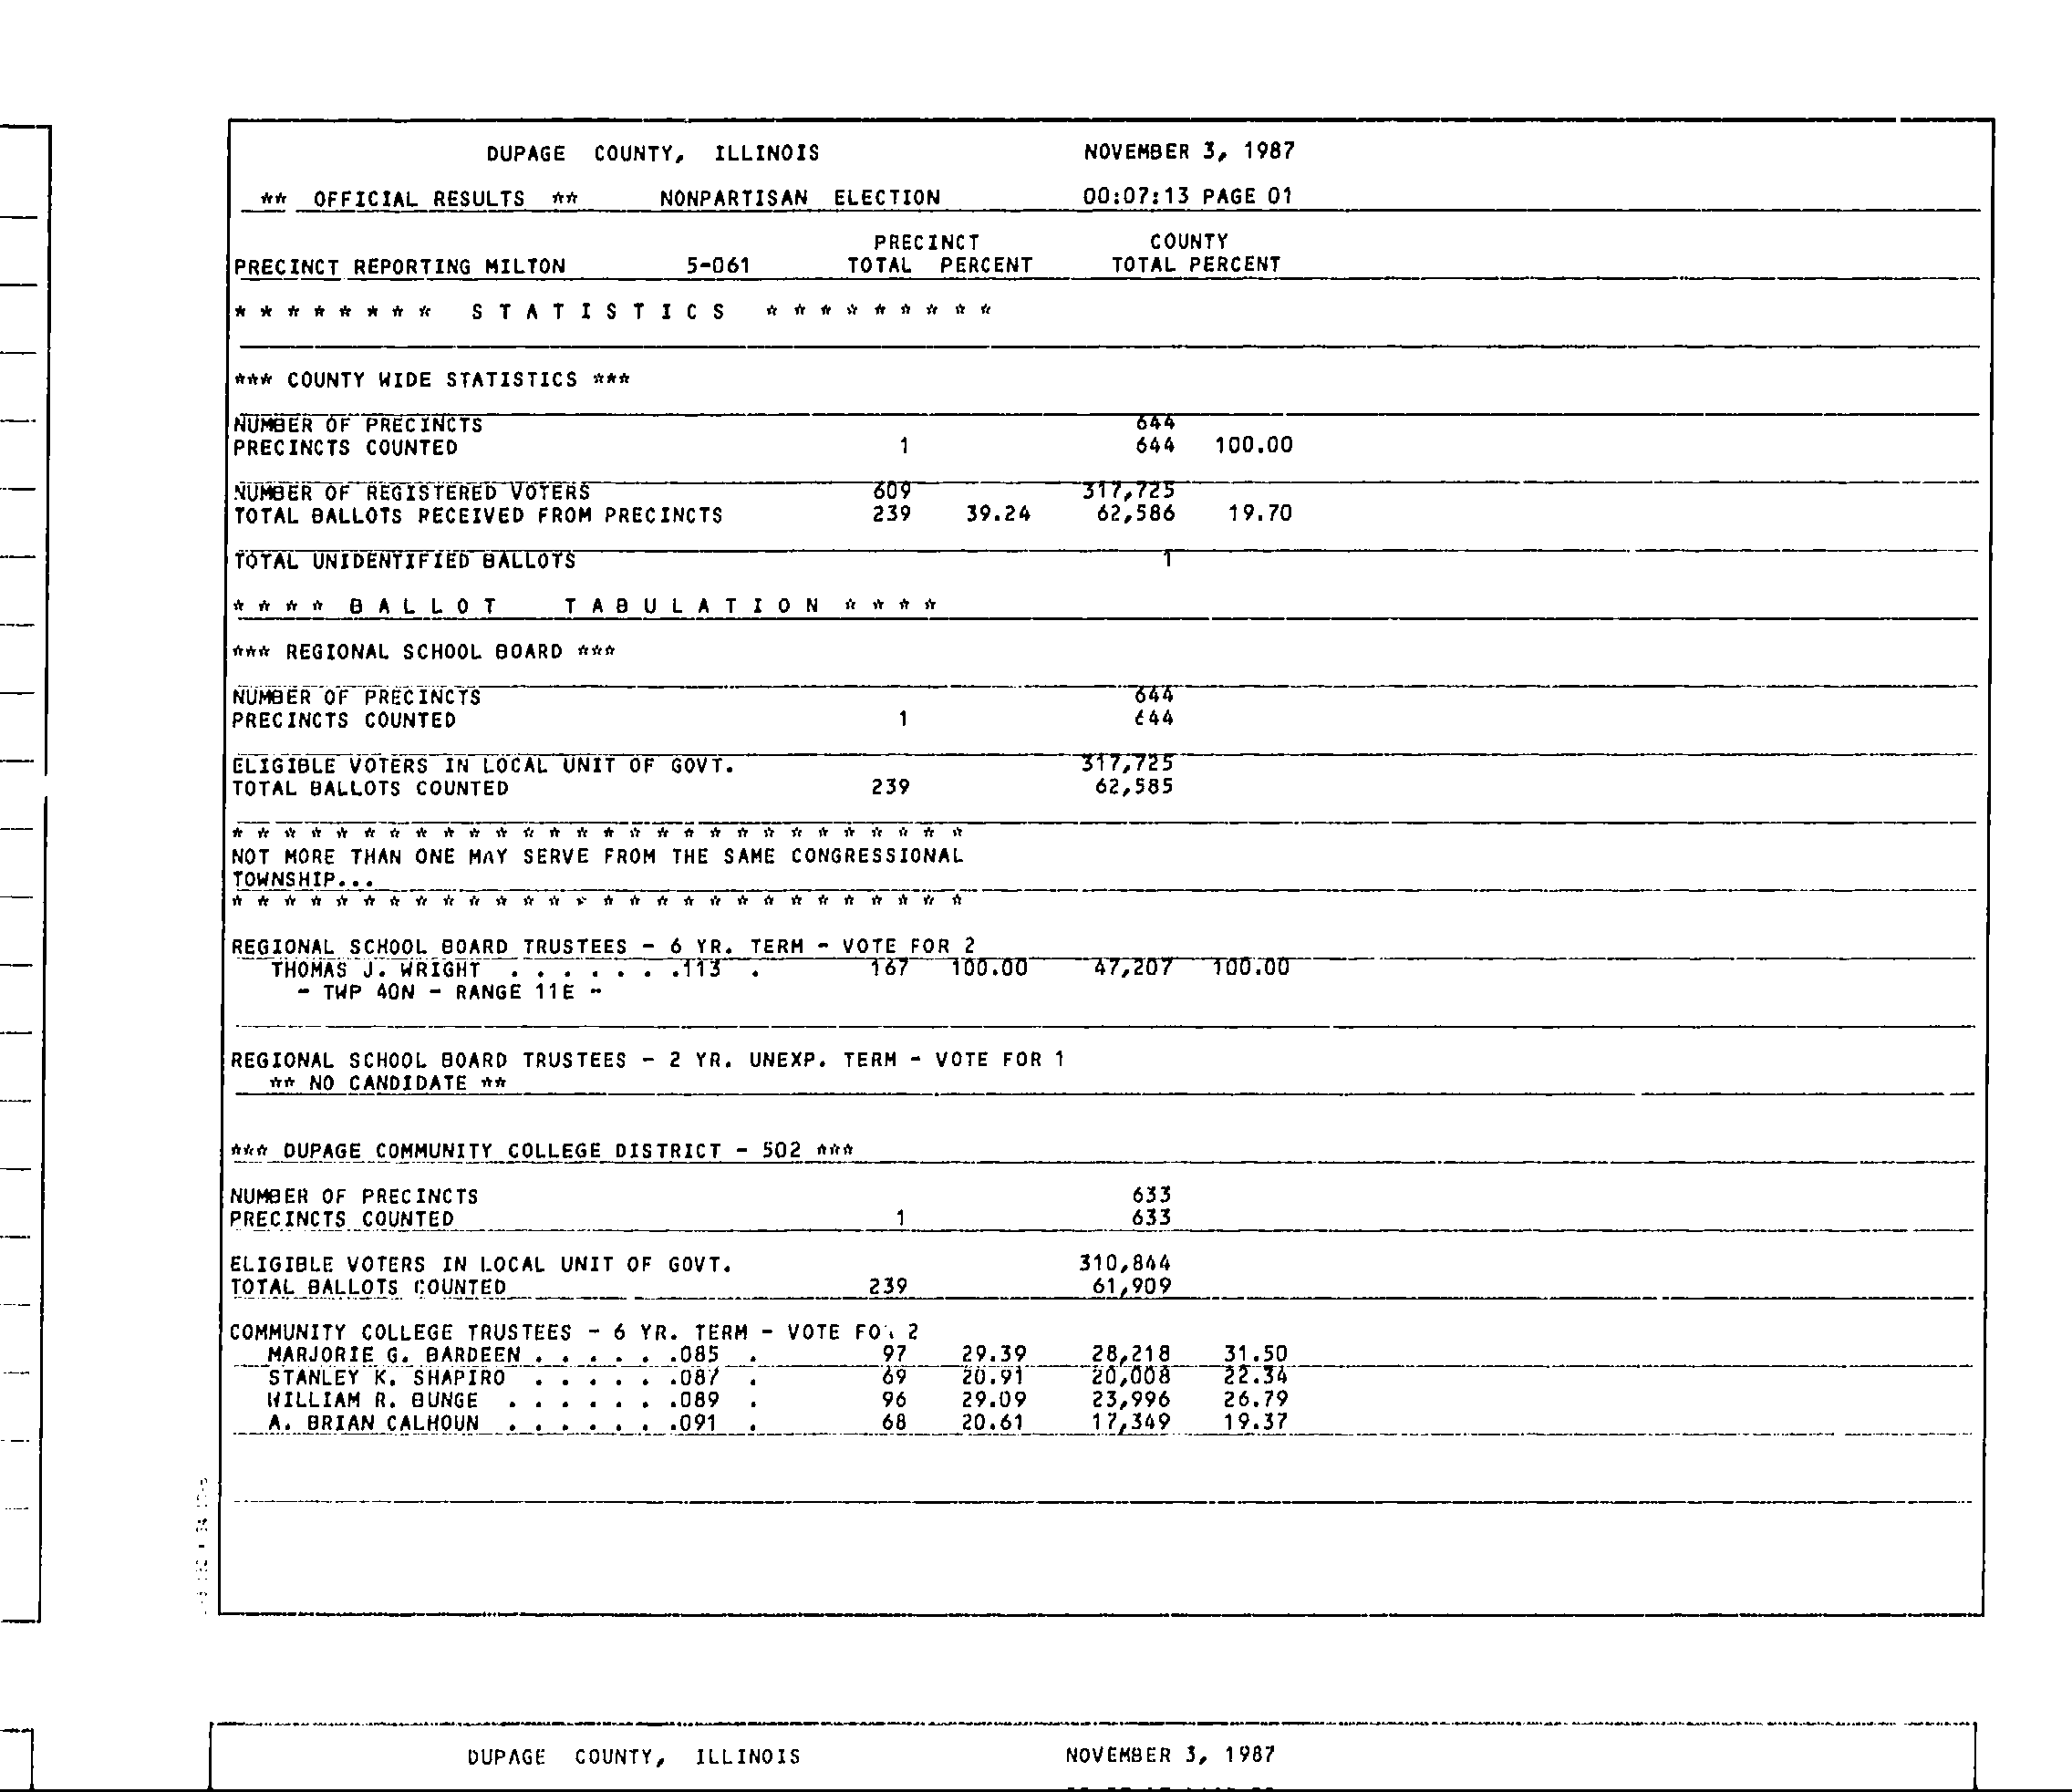 DUPAGE COUNTY, ILLINOIS NOVEMBER 3, 1987
** OFFICIAL RESULTS ** NONPARTISAN ELECTION 00:07:13 PAGE 01
PRECINCT COUNTY
PRECINCT REPORTING MILTON 5-061 TOTAL PERCENT TOTAL PERCENT
* * * * * * * * S T A T I S T I C S * * * * * * * * *
*** COUNTY WIDE STATISTICS ***
NUMBER OF PRECINCTS 644
PRECINCTS COUNTED 1 644 100.00
NUMBER OF REGISTERED VOTERS 609 317,725
TOTAL BALLOTS RECEIVED FROM PRECINCTS 239 39.24 62,586 19.70
TOTAL UNIDENTIFIED BALLOTS 1
* * * * B A L L O T T A B U L A T I O N * * * *
*** REGIONAL SCHOOL BOARD ***
NUMBER OF PRECINCTS 644
PRECINCTS COUNTED 1 644
ELIGIBLE VOTERS IN LOCAL UNIT OF GOVT. 317,725
TOTAL BALLOTS COUNTED 239 62,585
* * * * * * * * * * * * * * * * * * * * * * * * * * * *
NOT MORE THAN ONE MAY SERVE FROM THE SAME CONGRESSIONAL
TOWNSHIP...
* * * * * * * * * * * * * * * * * * * * * * * * * * * *
REGIONAL SCHOOL BOARD TRUSTEES - 6 YR. TERM - VOTE FOR 2
THOMAS J. WRIGHT . . . . . . .113 . 167 100.00 47,207 100.00
- TWP 40N - RANGE 11E -
REGIONAL SCHOOL BOARD TRUSTEES - 2 YR. UNEXP. TERM - VOTE FOR 1
** NO CANDIDATE **
*** DUPAGE COMMUNITY COLLEGE DISTRICT - 502 ***
NUMBER OF PRECINCTS 633
PRECINCTS COUNTED 1 633
ELIGIBLE VOTERS IN LOCAL UNIT OF GOVT. 310,844
TOTAL BALLOTS COUNTED 239 61,909
COMMUNITY COLLEGE TRUSTEES - 6 YR. TERM - VOTE FOR 2
MARJORIE G. BARDEEN . . . . . .085 . 97 29.39 28,218 31.50
STANLEY K. SHAPIRO . . . . . .087 . 69 20.91 20,008 22.34
WILLIAM R. BUNGE . . . . . . .089 . 96 29.09 23,996 26.79
A. BRIAN CALHOUN . . . . . . .091 . 68 20.61 17,349 19.37
DUPAGE COUNTY, ILLINOIS NOVEMBER 3, 1987